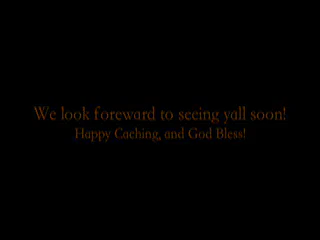 We look foreward to seeing yall soon!
Happy Caching, and God Bless!